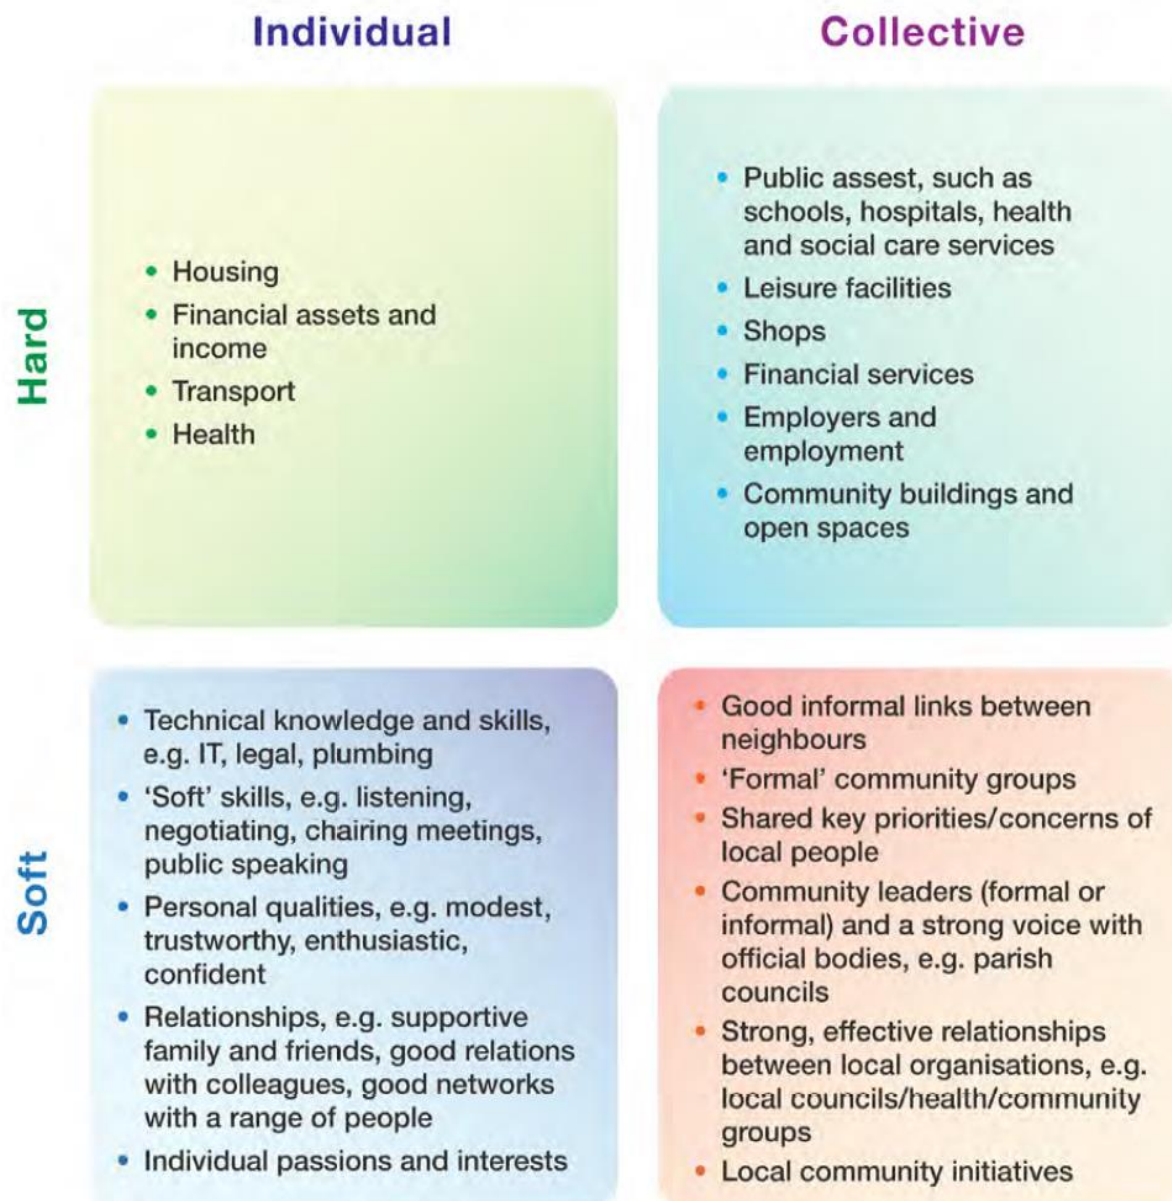 Individual
Collective
Hard
• Housing
• Financial assets and
income
• Transport
• Health
• Public assest, such as
schools, hospitals, health
and social care services
• Leisure facilities
• Shops
• Financial services
• Employers and
employment
• Community buildings and
open spaces
Soft
• Technical knowledge and skills,
e.g. IT, legal, plumbing
• ‘Soft’ skills, e.g. listening,
negotiating, chairing meetings,
public speaking
• Personal qualities, e.g. modest,
trustworthy, enthusiastic,
confident
• Relationships, e.g. supportive
family and friends, good relations
with colleagues, good networks
with a range of people
• Individual passions and interests
• Good informal links between
neighbours
• ‘Formal’ community groups
• Shared key priorities/concerns of
local people
• Community leaders (formal or
informal) and a strong voice with
official bodies, e.g. parish
councils
• Strong, effective relationships
between local organisations, e.g.
local councils/health/community
groups
• Local community initiatives